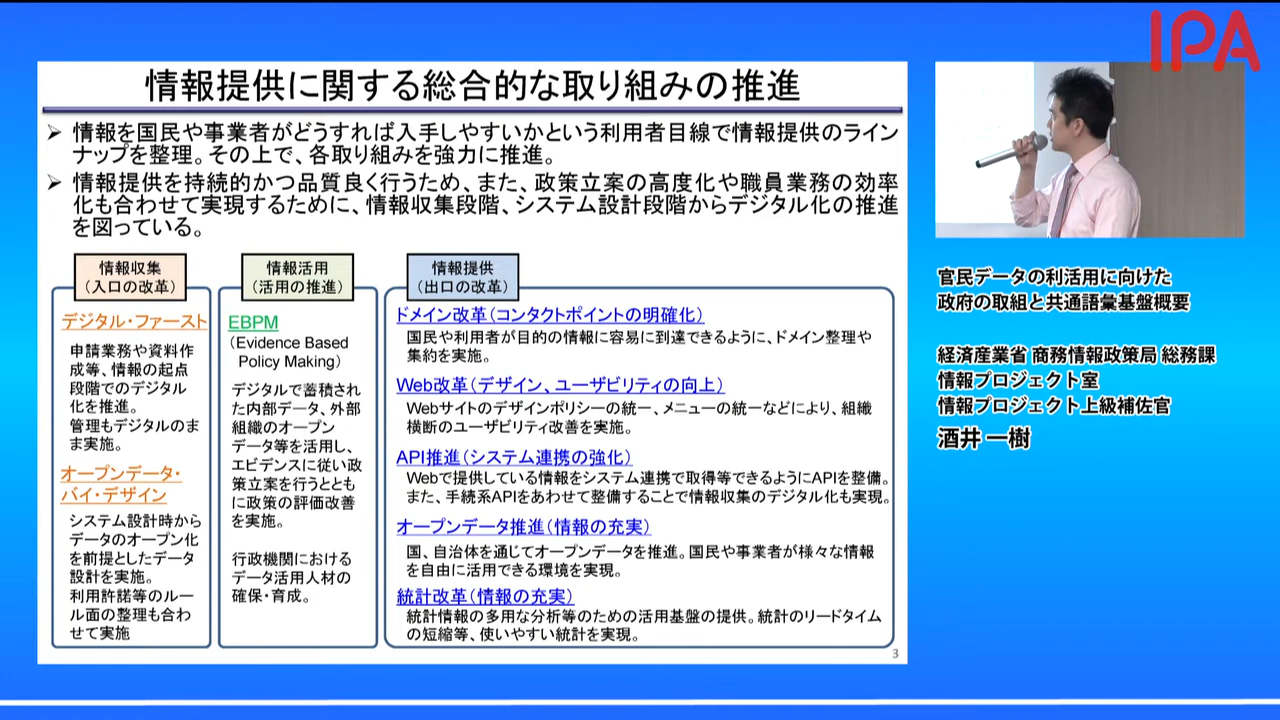 IPA
情報提供に関する総合的な取り組みの推進
➢ 情報を国民や事業者がどうすれば入手しやすいかという利用者目線で情報提供のライン
ナップを整理。その上で、各取り組みを強力に推進。
➢ 情報提供を持続的かつ品質良く行うため、また、政策立案の高度化や職員業務の効率
化も合わせて実現するために、情報収集段階、システム設計段階からデジタル化の推進
を図っている。
情報収集
（入口の改革）
デジタル・ファースト
申請業務や資料作
成等、情報の起点
段階でのデジタル
化を推進。
管理もデジタルのま
ま実施。
オープンデータ・
バイ・デザイン
システム設計時から
データのオープン化
を前提としたデータ
設計を実施。
利用許諾等のルー
ル面の整理も合わ
せて実施
情報活用
（活用の推進）
EBPM
（Evidence Based
Policy Making）
デジタルで蓄積され
た内部データ、外部
組織のオープン
データ等を活用し、
エビデンスに従い政
策立案を行うととも
に政策の評価改善
を実施。
行政機関における
データ活用人材の
確保・育成。
情報提供
（出口の改革）
ドメイン改革（コンタクトポイントの明確化）
国民や利用者が目的の情報に容易に到達できるように、ドメイン整理や
集約を実施。
Web改革（デザイン、ユーザビリティの向上）
Webサイトのデザインポリシーの統一、メニューの統一などにより、組織
横断のユーザビリティ改善を実施。
API推進（システム連携の強化）
Webで提供している情報をシステム連携で取得等できるようにAPIを整備。
また、手続系APIをあわせて整備することで情報収集のデジタル化も実現。
オープンデータ推進（情報の充実）
国、自治体を通じてオープンデータを推進。国民や事業者が様々な情報
を自由に活用できる環境を実現。
統計改革（情報の充実）
統計情報の多用な分析等のための活用基盤の提供。統計のリードタイム
の短縮等、使いやすい統計を実現。
3
官民データの利活用に向けた
政府の取組と共通語彙基盤概要
経済産業省 商務情報政策局 総務課
情報プロジェクト室
情報プロジェクト上級補佐官
酒井 一樹